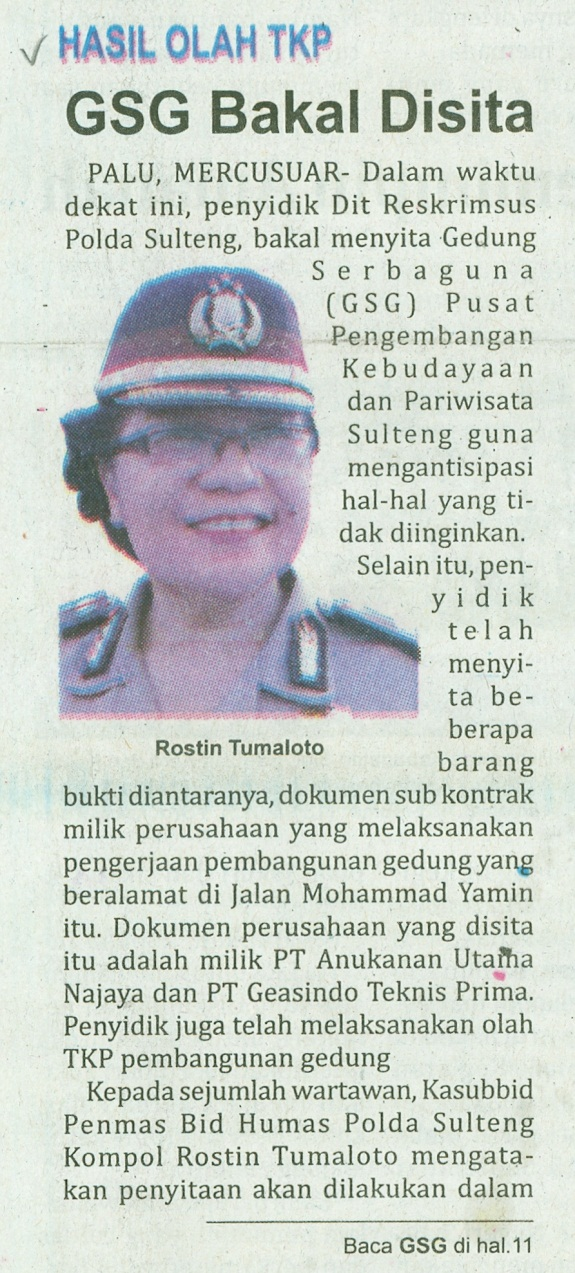 HASIL OLAH TKP
GSG Bakal Disita
PALU, MERCUSUAR- Dalam waktu
dekat ini, penyidik Dit Reskrimsus
Polda Sulteng, bakal menyita Gedung
Serbaguna
(GSG) Pusat
Pengembangan
Kebudayaan
dan Pariwisata
Sulteng guna
mengantisipasi
hal-hal yang ti-
dak diinginkan.
Selain itu, pen-
yidik
telah
menyi-
ta be-
berapa
barang
Rostin Tumaloto
bukti diantaranya, dokumen sub kontrak
milik perusahaan yang melaksanakan
pengerjaan pembangunan gedung yang
beralamat di Jalan Mohammad Yamin
itu. Dokumen perusahaan yang disita
itu adalah milik PT Anukanan Utama
Najaya dan PT Geasindo Teknis Prima.
Penyidik juga telah melaksanakan olah
TKP pembangunan gedung
Kepada sejumlah wartawan, Kasubbid
Penmas Bid Humas Polda Sulteng
Kompol Rostin Tumaloto mengata-
kan penyitaan akan dilakukan dalam
Baca GSG di hal.11